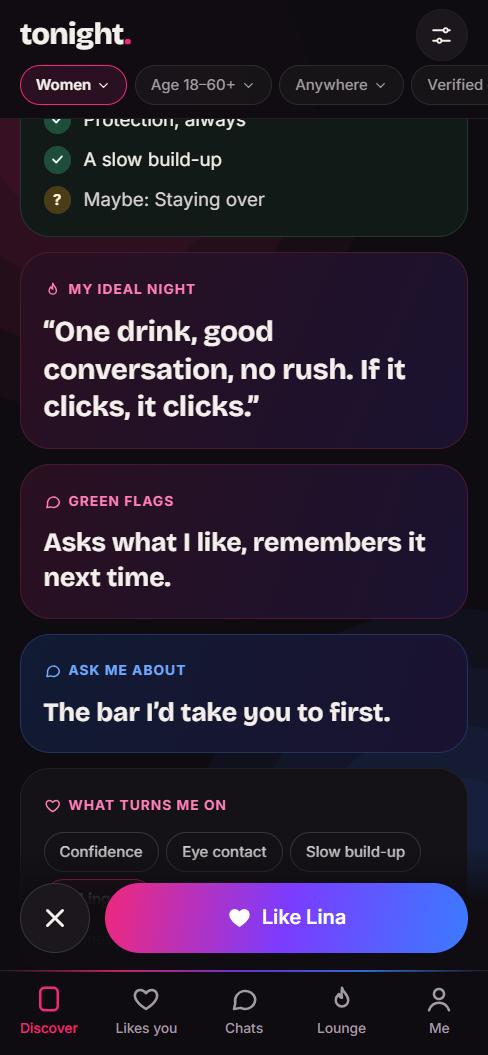 tonight.
Women
Age 18–60+
Anywhere
Verified
Protection, always
A slow build-up
? Maybe: Staying over
MY IDEAL NIGHT
“One drink, good
conversation, no rush. If it
clicks, it clicks.”
GREEN FLAGS
Asks what I like, remembers it
next time.
ASK ME ABOUT
The bar I’d take you to first.
WHAT TURNS ME ON
Confidence
Eye contact
Slow build-up
Like Lina
Discover
Likes you
Chats
Lounge
Me